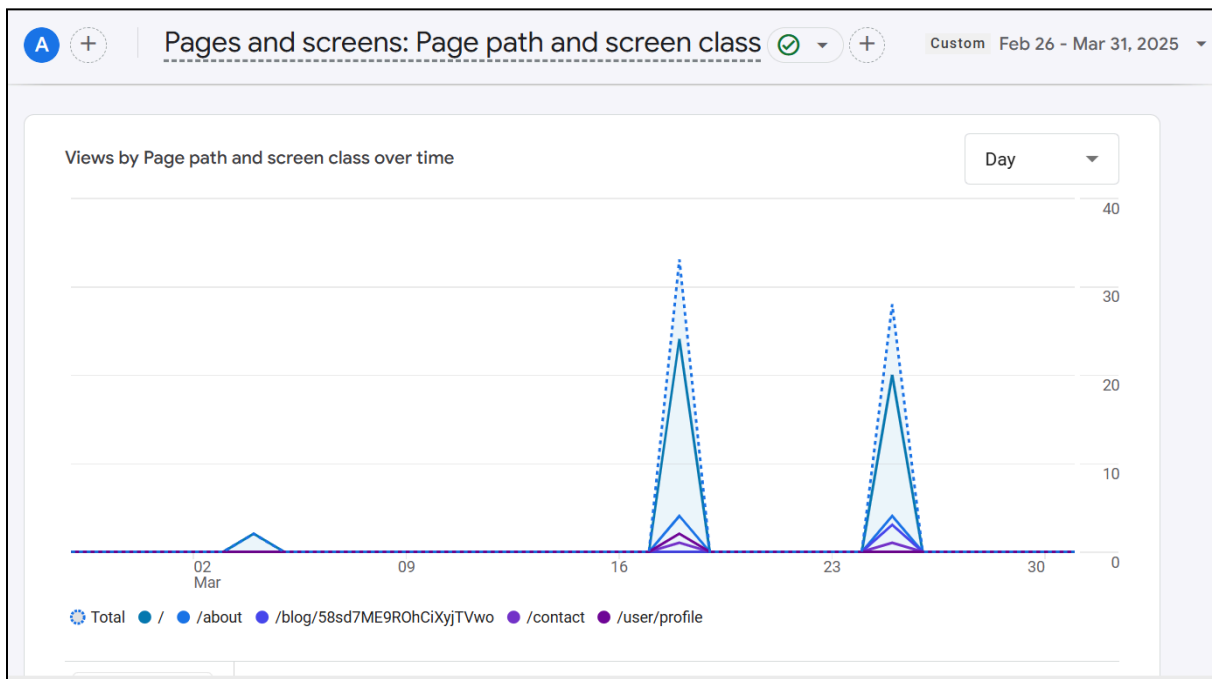 A + Pages and screens: Page path and screen class + Custom Feb 26 - Mar 31, 2025
Views by Page path and screen class over time
Day
40
30
20
10
0
02 09 16 23 30
Mar
Total / /about /blog/58sd7ME9ROhCiXyjTVwo /contact /user/profile